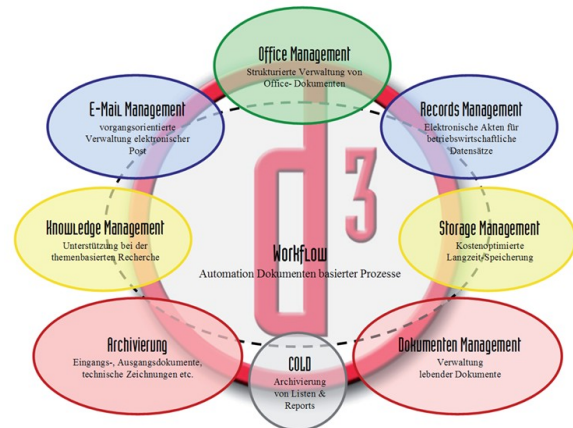 Office Management
Strukturierte Verwaltung von
Office- Dokumenten
E-Mail Management
vorgangsorientierte
Verwaltung elektronischer
Post
Records Management
Elektronische Akten für
betriebswirtschaftliche
Datensätze
d3
Knowledge Management
Unterstützung bei der
themenbasierten Recherche
Workflow
Automation Dokumenten basierter Prozesse
Storage Management
Kostenoptimierte
Langzeit/Speicherung
Archivierung
Eingangs-, Ausgangsdokumente,
technische Zeichnungen etc.
COLD
Archivierung
von Listen &
Reports
Dokumenten Management
Verwaltung
lebender Dokumente